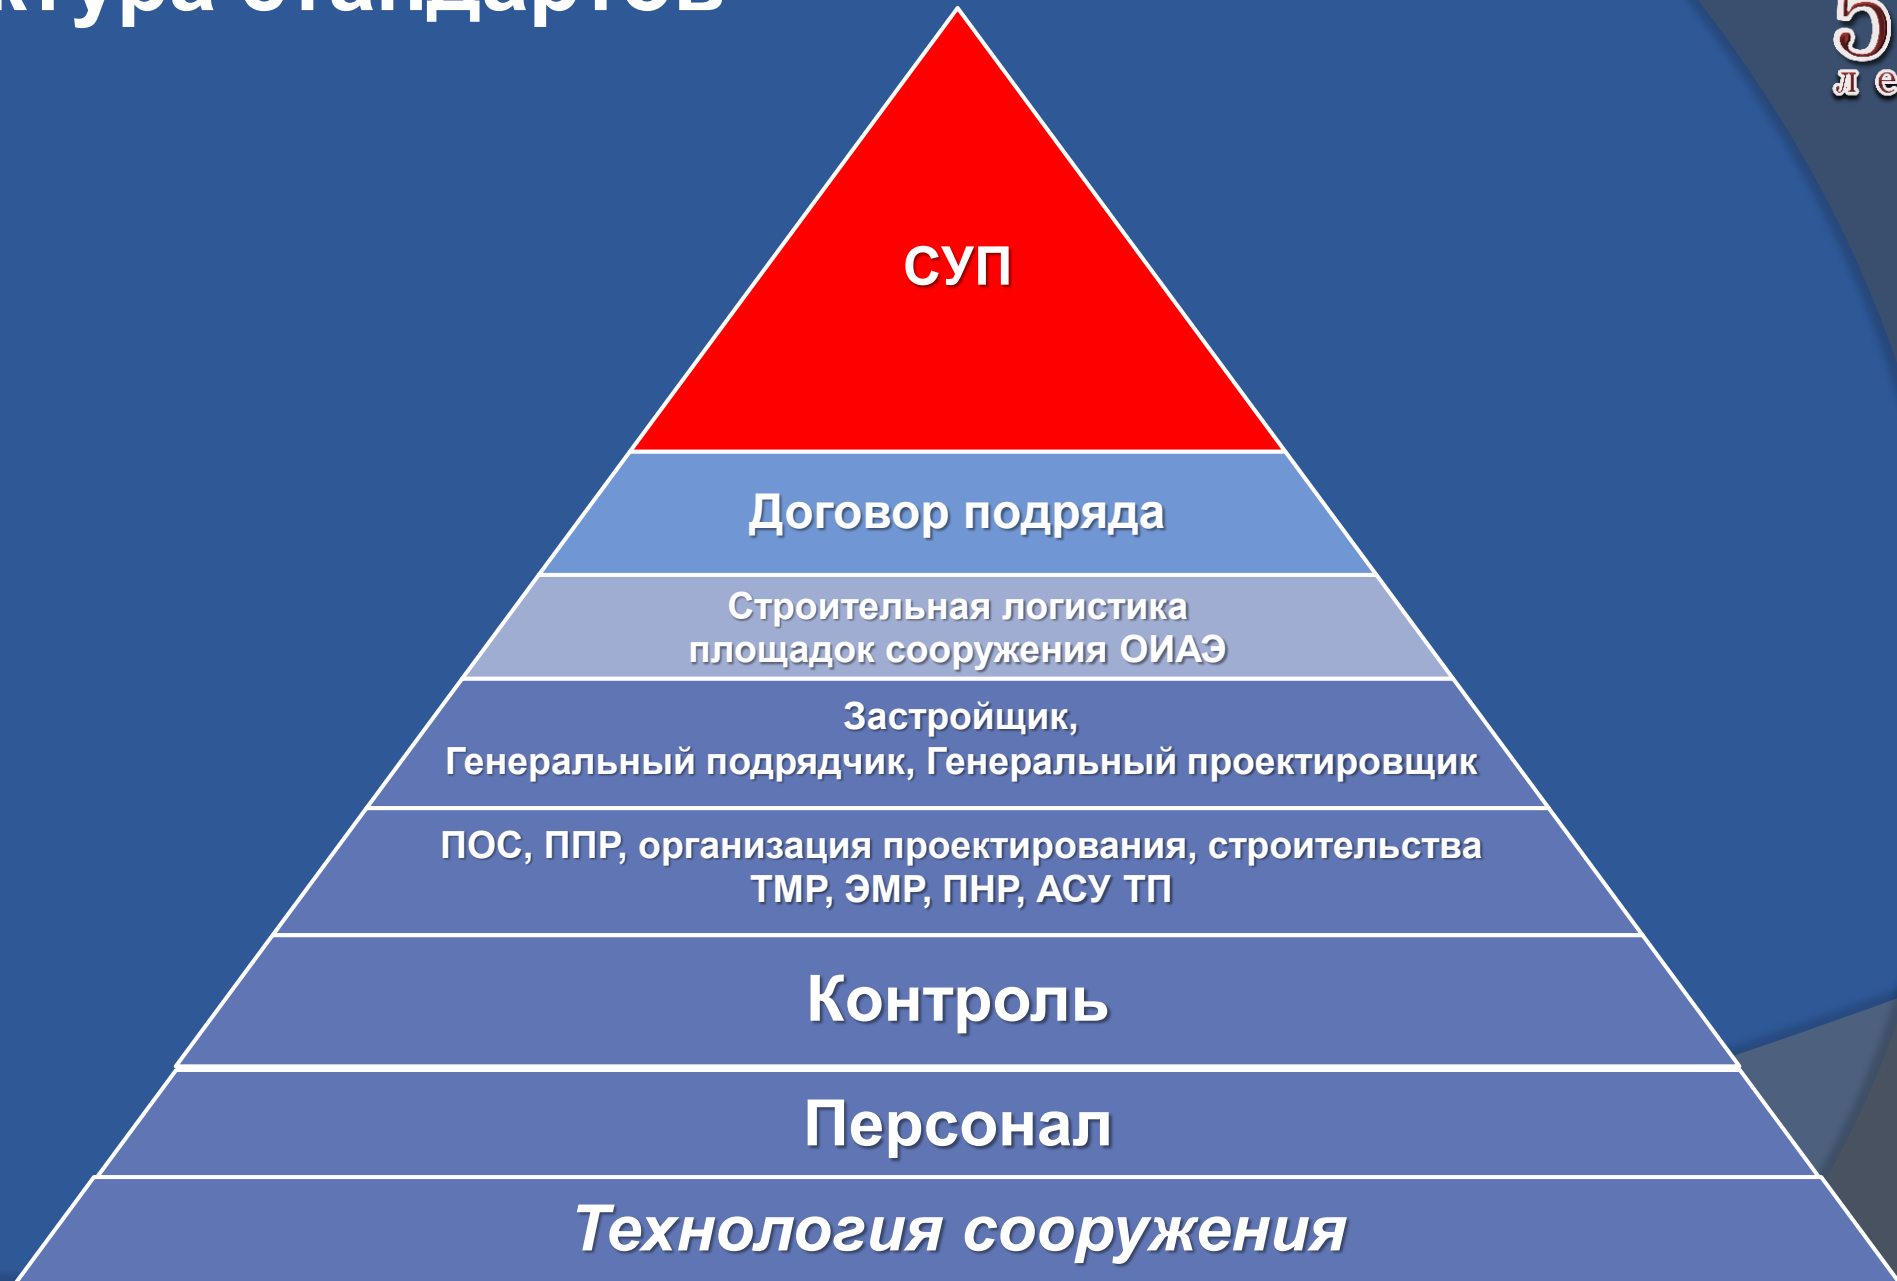 стандартов
СУП
Договор подряда
Строительная логистика
площадок сооружения ОИАЭ
Застройщик,
Генеральный подрядчик, Генеральный проектировщик
ПОС, ППР, организация проектирования, строительства
ТМР, ЭМР, ПНР, АСУ ТП
Контроль
Персонал
Технология сооружения